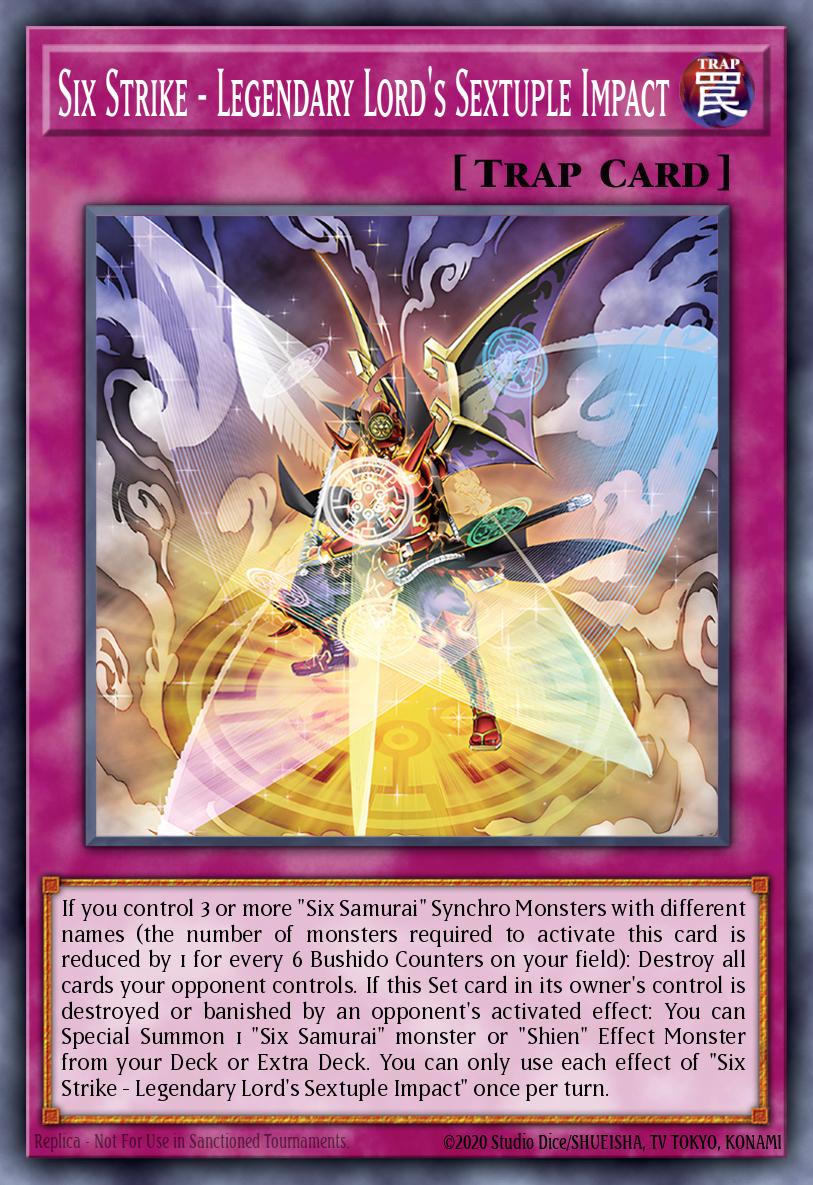 Six Strike - Legendary Lord's Sextuple Impact
TRAP
罠
[TRAP CARD]
If you control 3 or more "Six Samurai" Synchro Monsters with different
names (the number of monsters required to activate this card is
reduced by 1 for every 6 Bushido Counters on your field): Destroy all
cards your opponent controls. If this Set card in its owner's control is
destroyed or banished by an opponent's activated effect: You can
Special Summon 1 "Six Samurai" monster or "Shien" Effect Monster
from your Deck or Extra Deck. You can only use each effect of "Six
Strike - Legendary Lord's Sextuple Impact" once per turn.
Replica - Not For Use in Sanctioned Tournaments.
©2020 Studio Dice/SHUEISHA, TV TOKYO, KONAMI